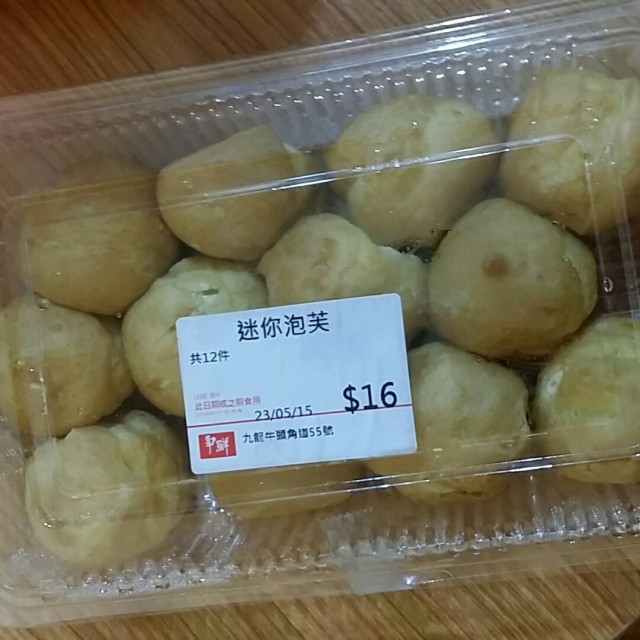 迷你泡芙
共12件
USE BY
此日期或之前食用
23/05/15
$16
爭鮮
九龍牛頭角道55號